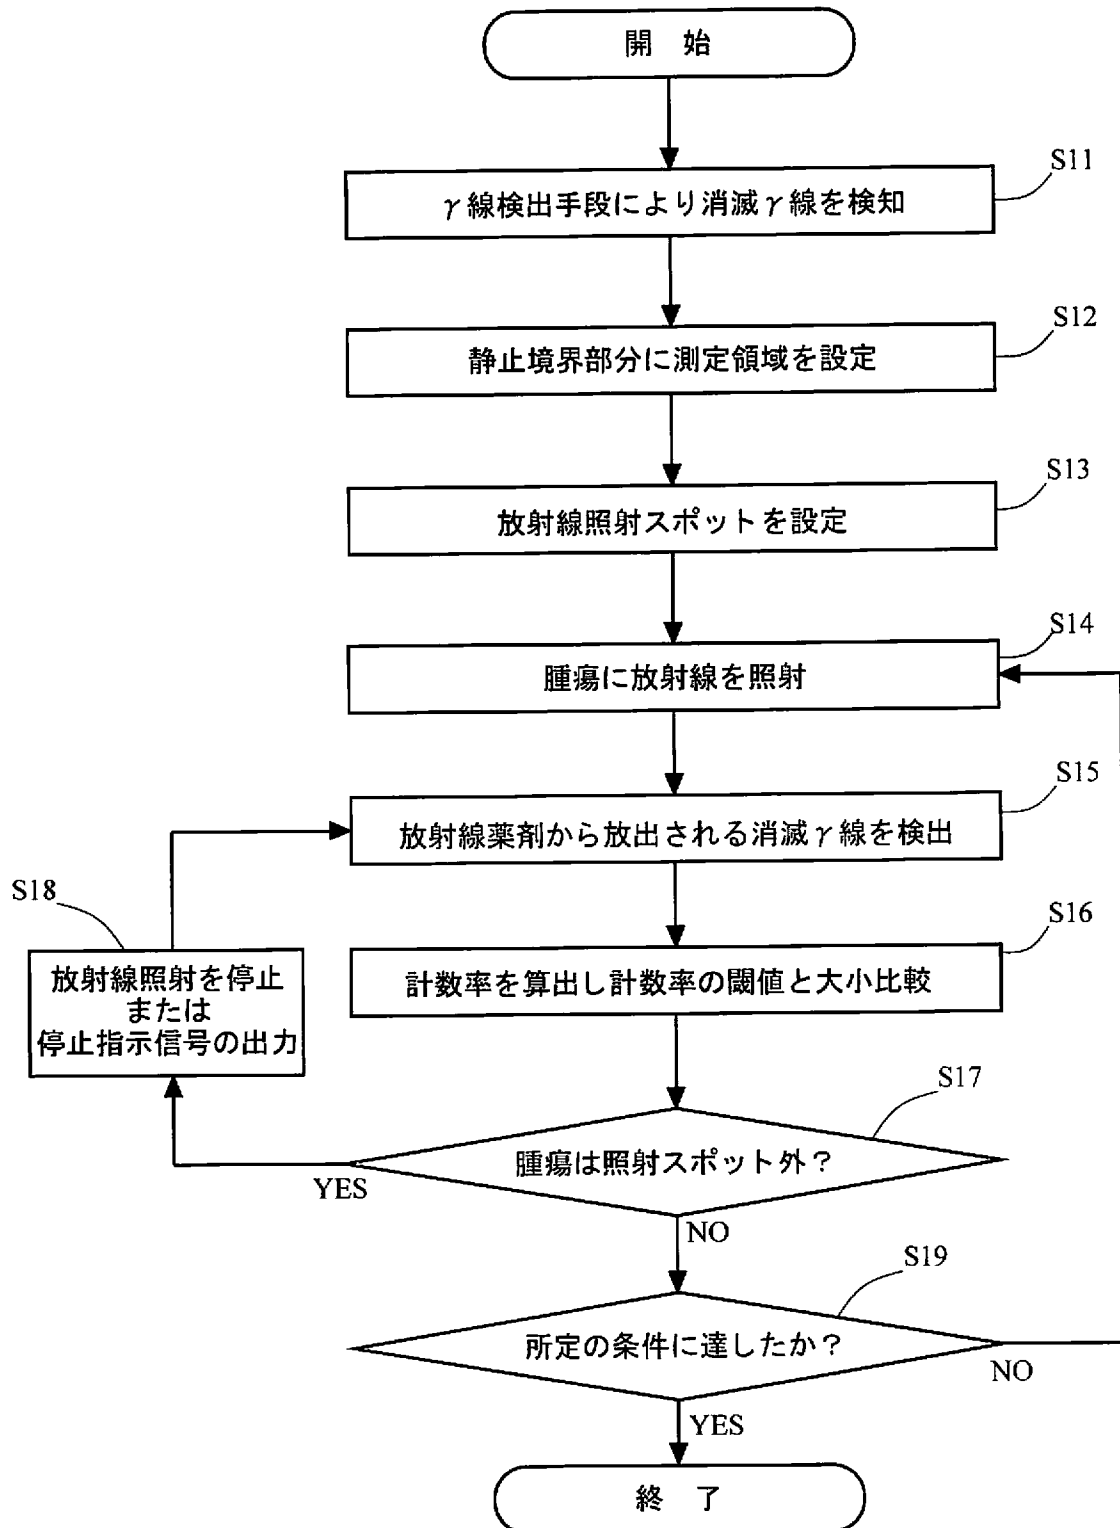 開 始
S11
γ線検出手段により消滅γ線を検知
S12
静止境界部分に測定領域を設定
S13
放射線照射スポットを設定
S14
腫瘍に放射線を照射
S15
放射線薬剤から放出される消滅γ線を検出
S16
計数率を算出し計数率の閾値と大小比較
S17
腫瘍は照射スポット外？
YES
NO
S18
放射線照射を停止
または
停止指示信号の出力
S19
所定の条件に達したか？
NO
YES
終 了